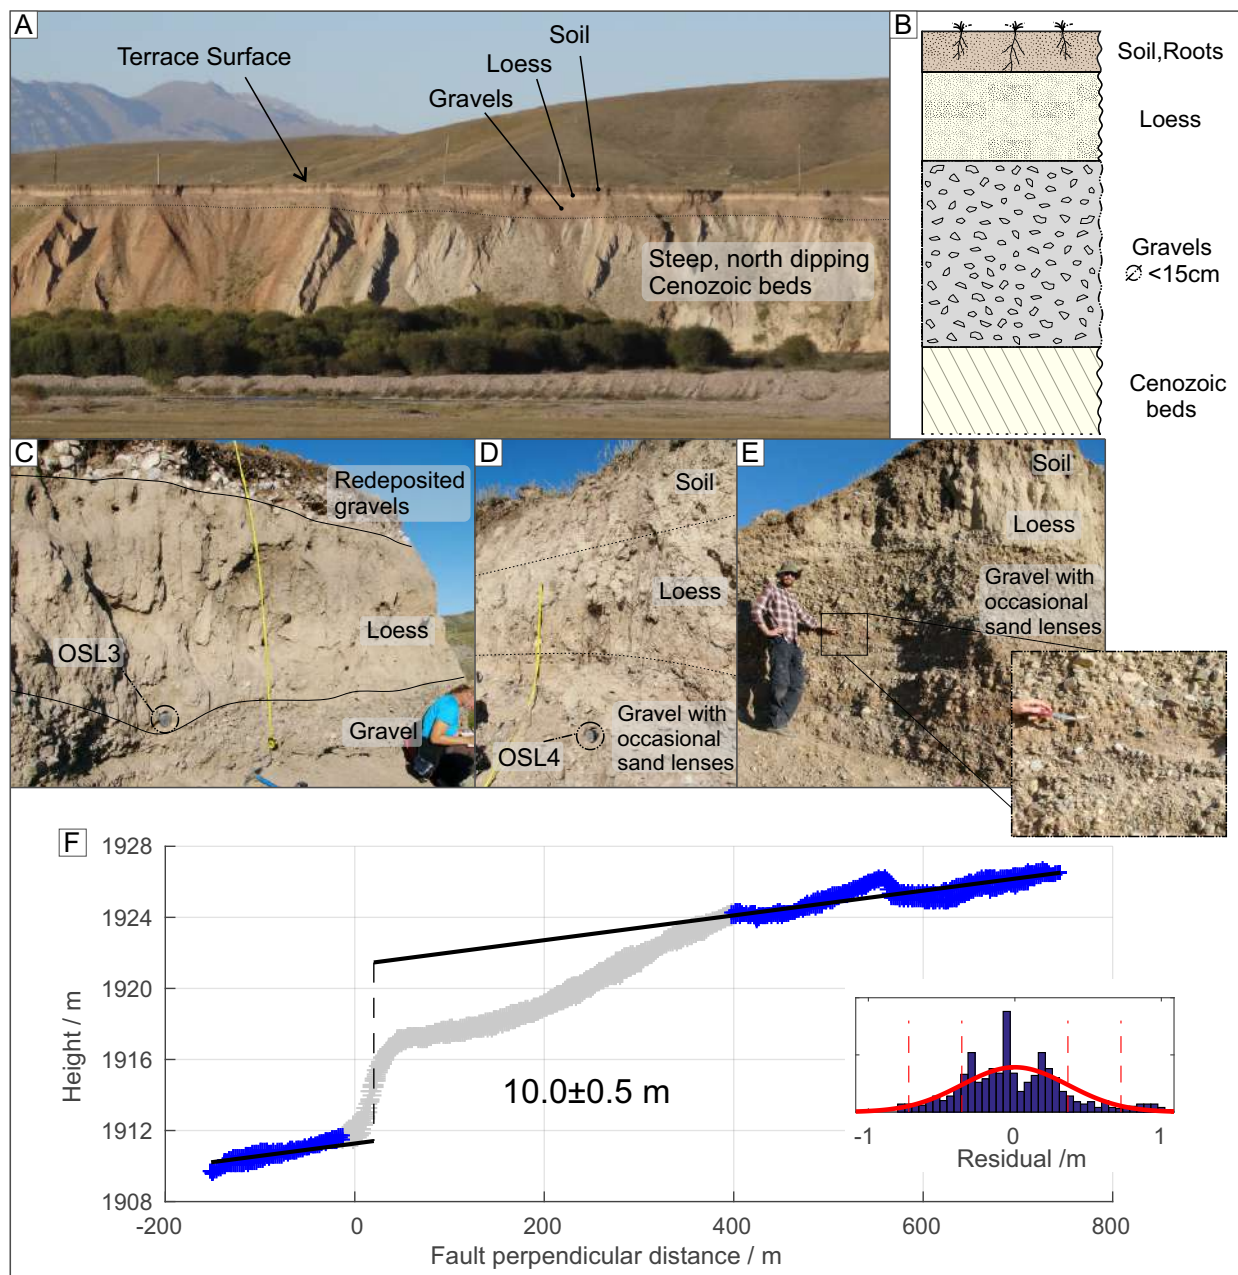 A
Terrace Surface
Soil
Loess
Gravels
Steep, north dipping
Cenozoic beds
B
Soil,Roots
Loess
Gravels
∅ <15cm
Cenozoic
beds
C
Redeposited
gravels
OSL3
Loess
Gravel
D
Soil
Loess
OSL4
Gravel with
occasional
sand lenses
E
Soil
Loess
Gravel with
occasional
sand lenses
F
1928
1924
1920
1916
1912
1908
Height / m
10.0±0.5 m
-1
0
1
Residual /m
-200
0
200
400
600
800
Fault perpendicular distance / m